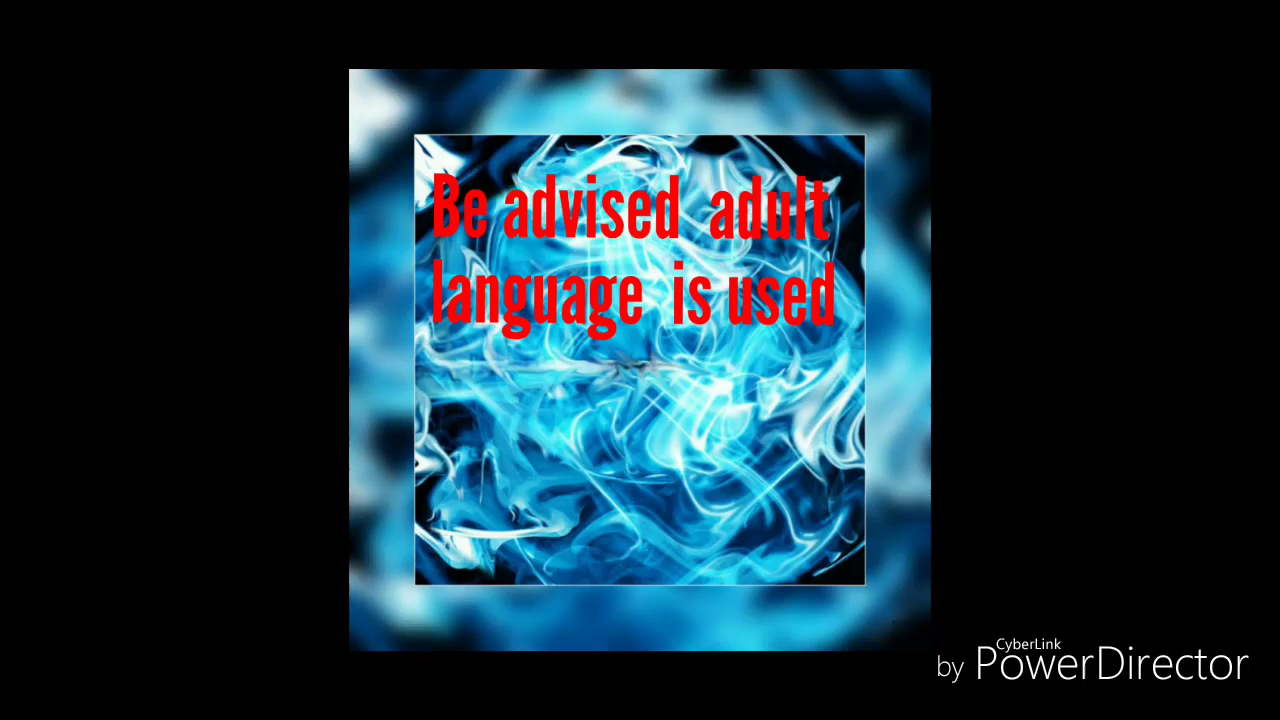 Be advised adult
language is used
CyberLink
by PowerDirector